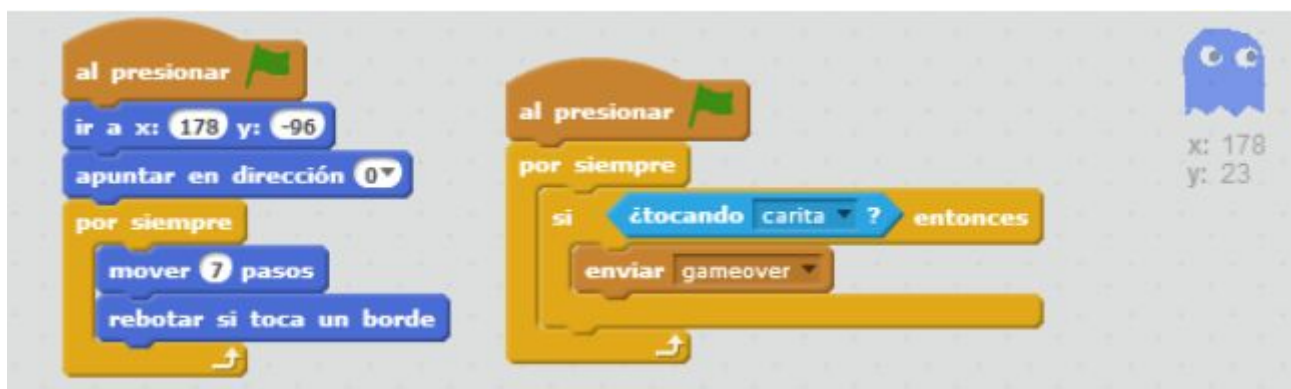 al presionar
ir a x: 178 y: -96
apuntar en dirección 0
por siempre
mover 7 pasos
rebotar si toca un borde
al presionar
por siempre
si ¿tocando carita ? entonces
enviar gameover
x: 178
y: 23